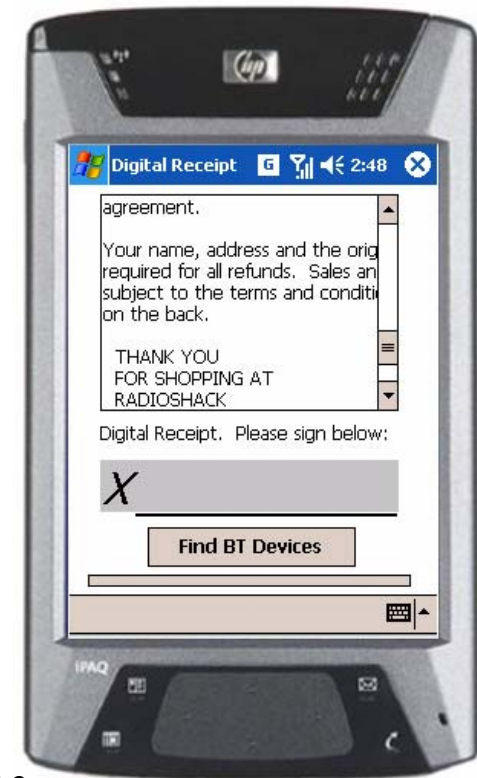 hp
Digital Receipt G 2:48
agreement.
Your name, address and the orig
required for all refunds. Sales an
subject to the terms and conditi
on the back.
THANK YOU
FOR SHOPPING AT
RADIOSHACK
Digital Receipt. Please sign below:
X
Find BT Devices
iPAQ